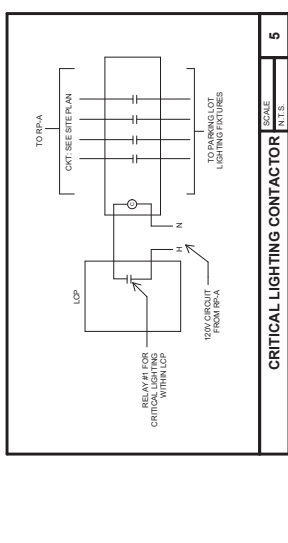 TO RP-A
CKT: SEE SITE PLAN
C
TO PARKING LOT
LIGHTING FIXTURES
LCP
N
H
RELAY #1 FOR
CRITICAL LIGHTING
WITHIN LCP
120V CIRCUIT
FROM RP-A
CRITICAL LIGHTING CONTACTOR
SCALE
N.T.S.
5